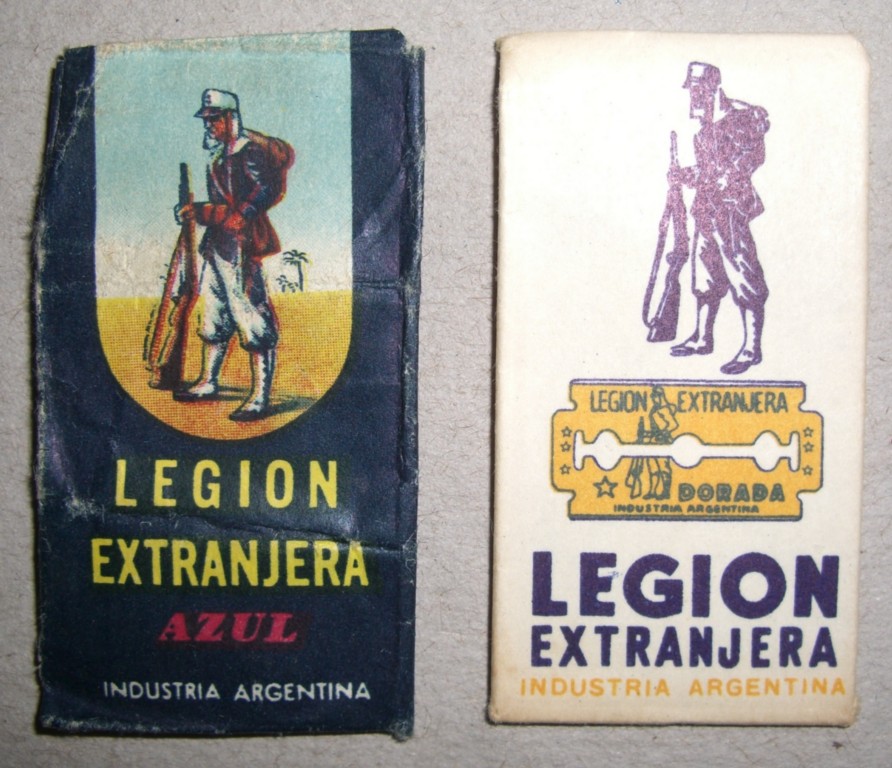 LEGION
EXTRANJERA
AZUL
INDUSTRIA ARGENTINA
LEGION EXTRANJERA
DORADA
INDUSTRIA ARGENTINA
LEGION
EXTRANJERA
INDUSTRIA ARGENTINA